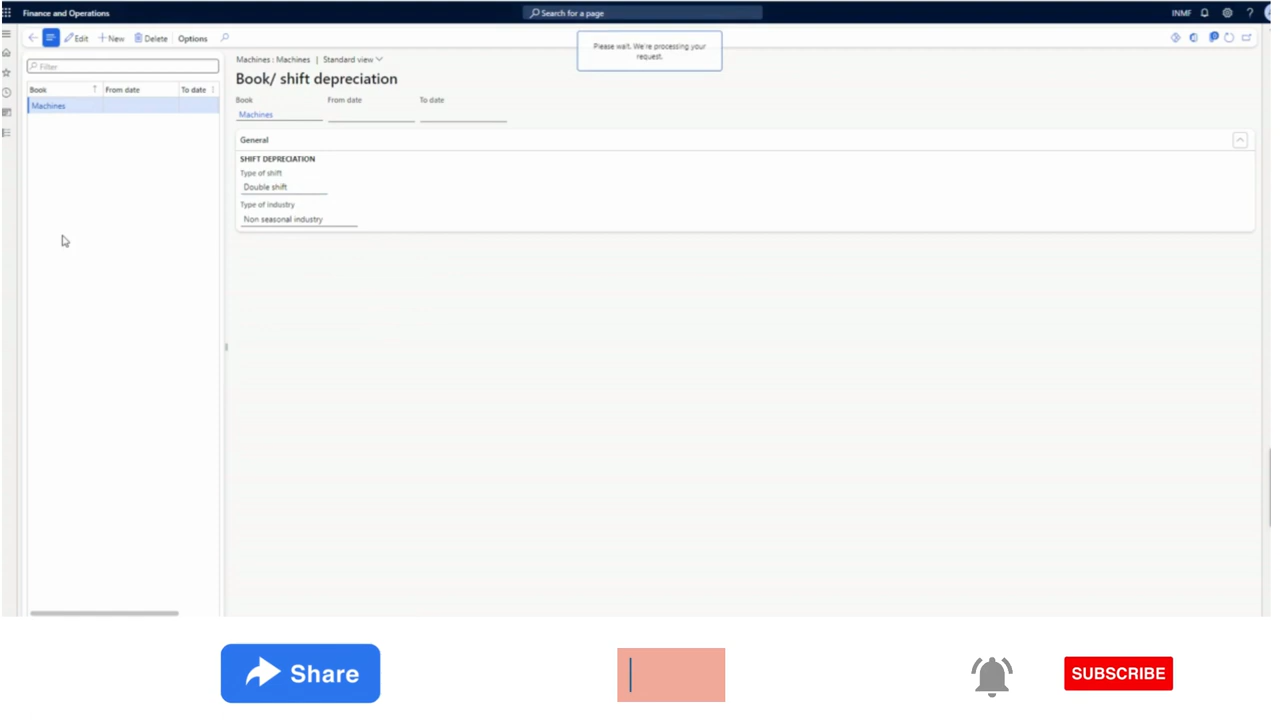 Finance and Operations
Search for a page
INMF
Edit
New
Delete
Options
Please wait. We're processing your
request.
Filter
Book
From date
To date
Machines
Machines : Machines | Standard view
Book/ shift depreciation
Book
From date
To date
Machines
General
SHIFT DEPRECIATION
Type of shift
Double shift
Type of industry
Non seasonal industry
Share
SUBSCRIBE